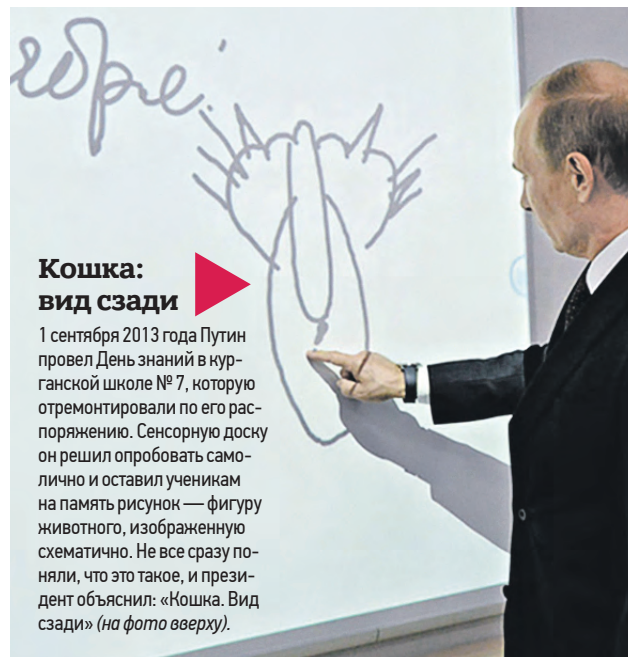 Кошка:
вид сзади
1 сентября 2013 года Путин
провел День знаний в кур-
ганской школе № 7, которую
отремонтировали по его рас-
поряжению. Сенсорную доску
он решил опробовать само-
лично и оставил ученикам
на память рисунок — фигуру
животного, изображенную
схематично. Не все сразу по-
няли, что это такое, и прези-
дент объяснил: «Кошка. Вид
сзади» (на фото вверху).